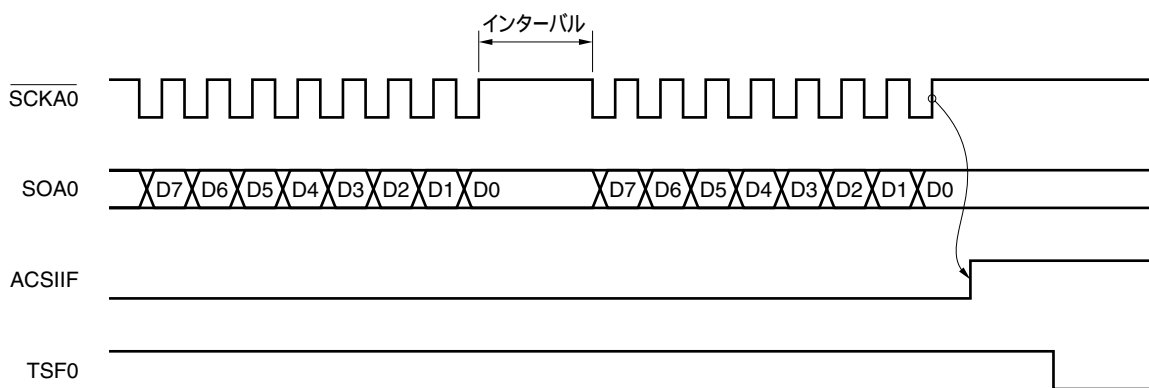 インターバル
SCKA0
SOA0 D7 D6 D5 D4 D3 D2 D1 D0 D7 D6 D5 D4 D3 D2 D1 D0
ACSIIF
TSF0